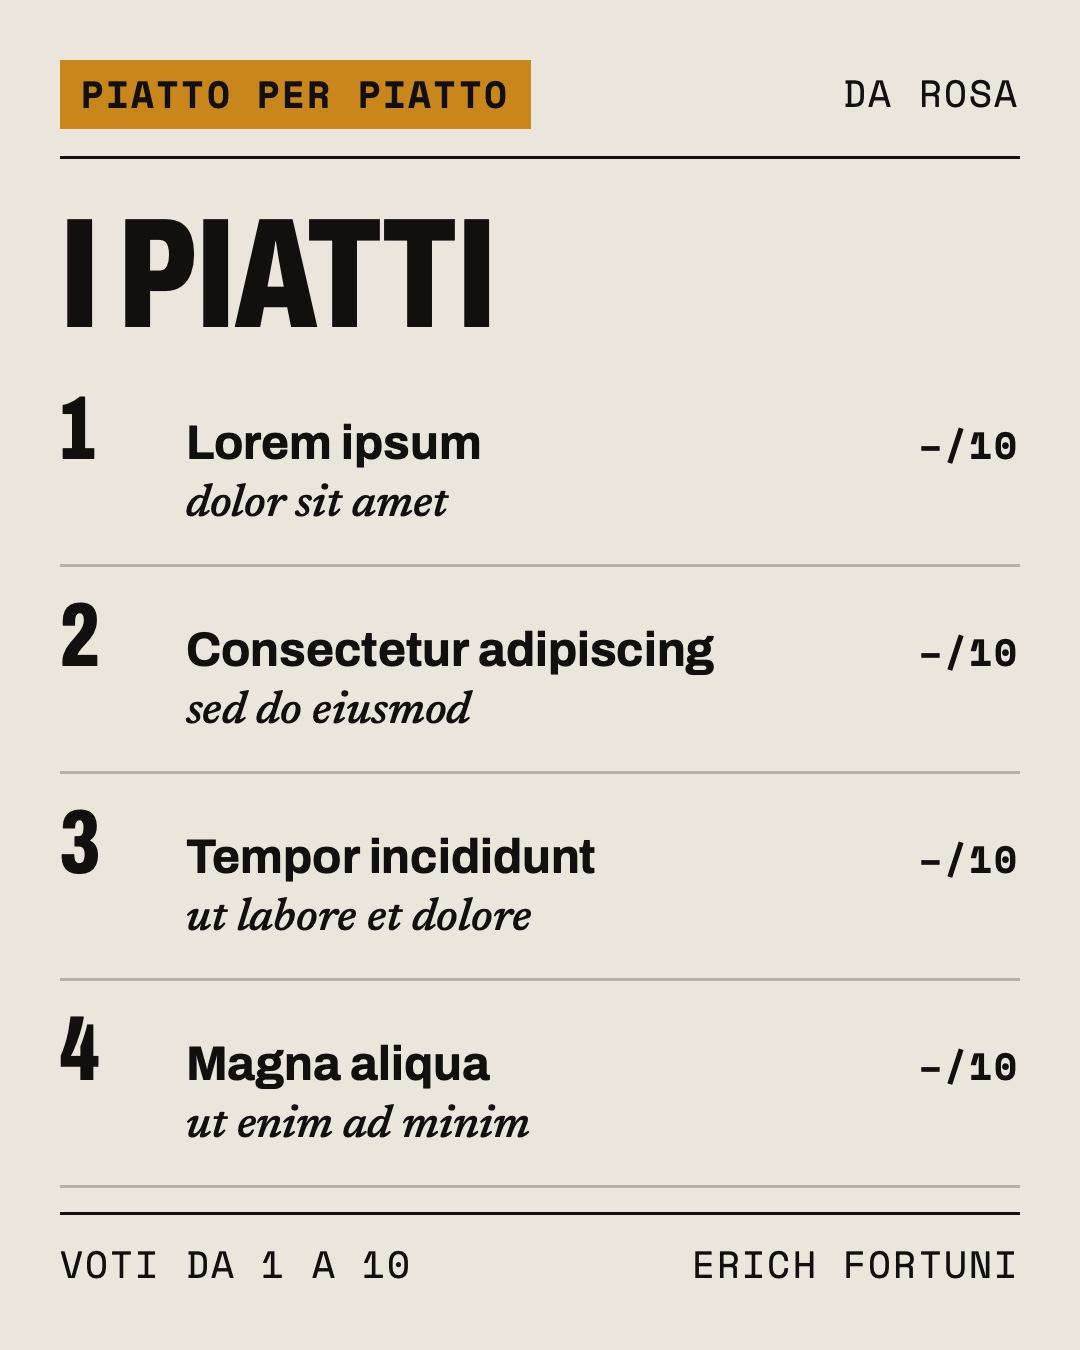 PIATTO PER PIATTO
DA ROSA
I PIATTI
1 Lorem ipsum –/10
dolor sit amet
2 Consectetur adipiscing –/10
sed do eiusmod
3 Tempor incididunt –/10
ut labore et dolore
4 Magna aliqua –/10
ut enim ad minim
VOTI DA 1 A 10
ERICH FORTUNI